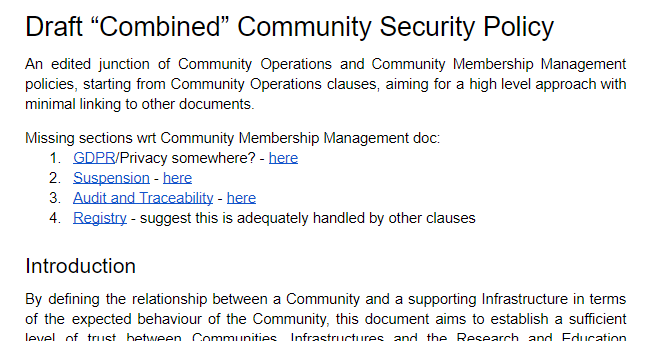 Draft “Combined” Community Security Policy
An edited junction of Community Operations and Community Membership Management
policies, starting from Community Operations clauses, aiming for a high level approach with
minimal linking to other documents.
Missing sections wrt Community Membership Management doc:
1. GDPR/Privacy somewhere? - here
2. Suspension - here
3. Audit and Traceability - here
4. Registry - suggest this is adequately handled by other clauses
Introduction
By defining the relationship between a Community and a supporting Infrastructure in terms
of the expected behaviour of the Community, this document aims to establish a sufficient
level of trust between Communities, Infrastructures and the Research and Education